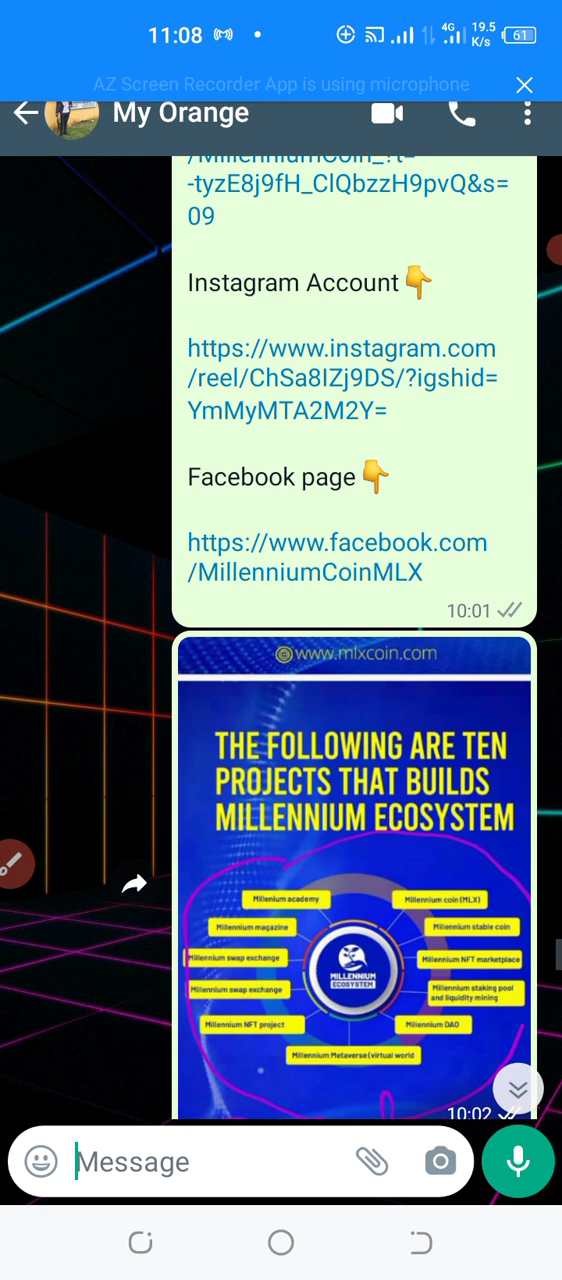 11:08
4G 19.5 K/s 61
AZ Screen Recorder App is using microphone
My Orange
/MillenniumCoin_?t=
-tyzE8j9fH_ClQbzzH9pvQ&s=
09
Instagram Account👇
https://www.instagram.com
/reel/ChSa8IZj9DS/?igshid=
YmMyMTA2M2Y=
Facebook page👇
https://www.facebook.com
/MillenniumCoinMLX
10:01
www.mlxcoin.com
THE FOLLOWING ARE TEN
PROJECTS THAT BUILDS
MILLENNIUM ECOSYSTEM
Millenium academy
Millennium coin (MLX)
Millennium magazine
Millennium stable coin
Millennium swap exchange
Millennium NFT marketplace
Millennium swap exchange
Millennium staking pool
and liquidity mining
MILLENNIUM
ECOSYSTEM
Millennium NFT project
Millennium DAO
Millennium Metaverse(virtual world
10:02
Message